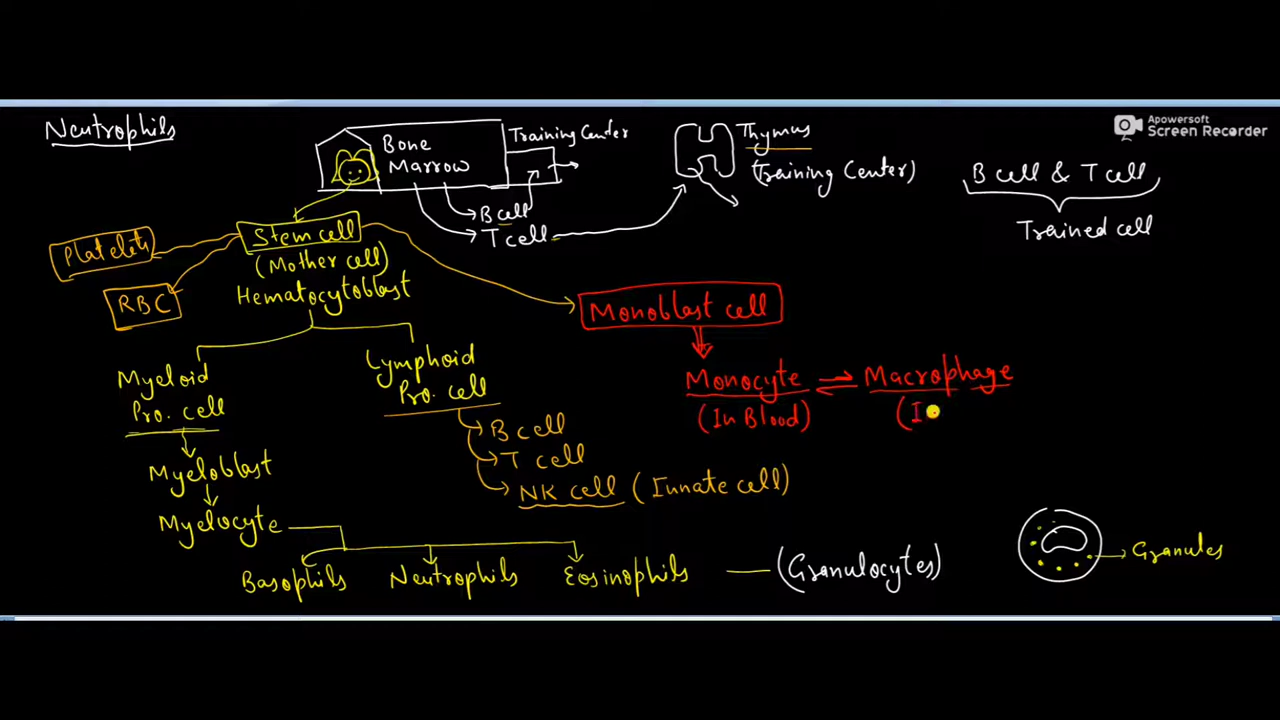 Neutrophils
Bone
Marrow
Training Center
Thymus
(Training Center)
Apowersoft
Screen Recorder
B cell & T cell
Trained cell
B cell
T cell
Platelets
RBC
Stem cell
(Mother cell)
Hematocytoblast
Monoblast cell
Myeloid
Pro. cell
Lymphoid
Pro. cell
Monocyte
(In Blood)
Macrophage
(I
B cell
T cell
NK cell (Innate cell)
Myeloblast
Myelocyte
Basophils
Neutrophils
Eosinophils
(Granulocytes)
Granules